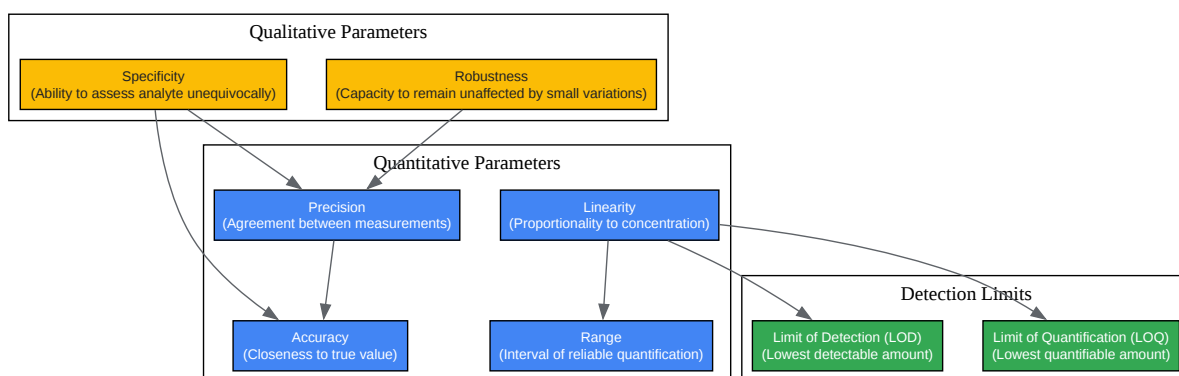 Qualitative Parameters
Specificity
(Ability to assess analyte unequivocally)
Robustness
(Capacity to remain unaffected by small variations)
Quantitative Parameters
Precision
(Agreement between measurements)
Linearity
(Proportionality to concentration)
Accuracy
(Closeness to true value)
Range
(Interval of reliable quantification)
Detection Limits
Limit of Detection (LOD)
(Lowest detectable amount)
Limit of Quantification (LOQ)
(Lowest quantifiable amount)